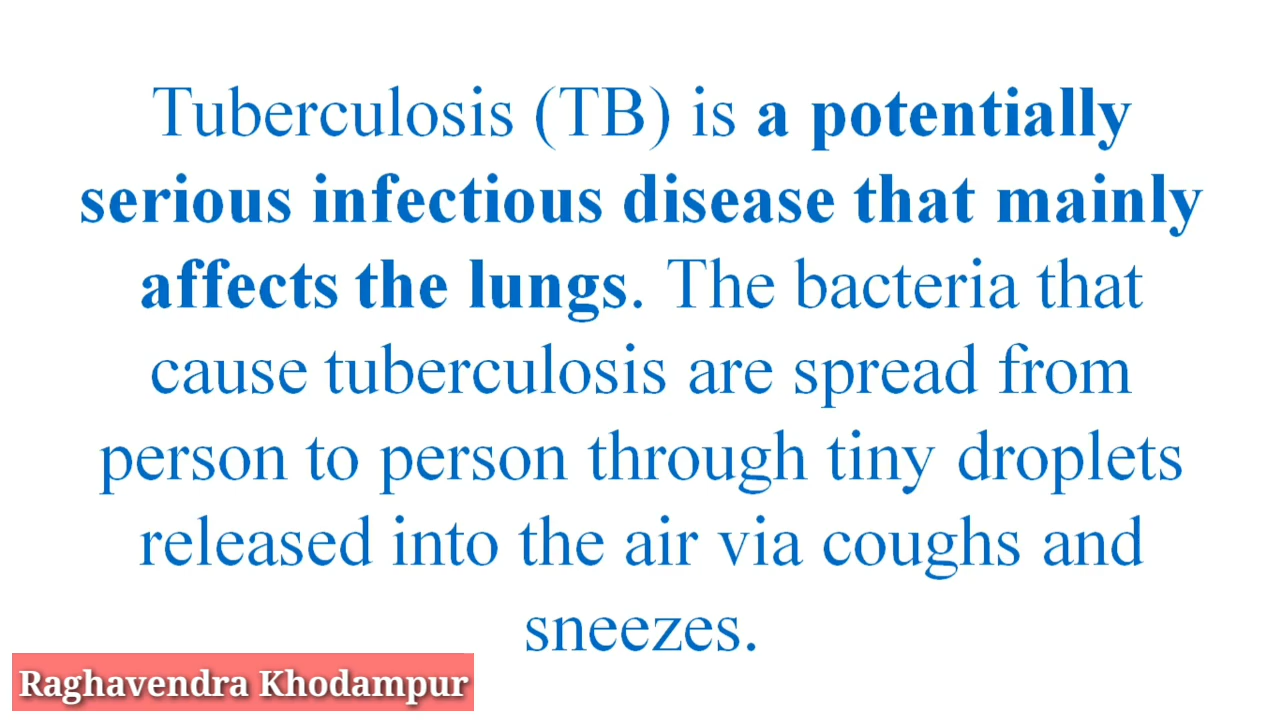 Tuberculosis (TB) is a potentially
serious infectious disease that mainly
affects the lungs. The bacteria that
cause tuberculosis are spread from
person to person through tiny droplets
released into the air via coughs and
sneezes.
Raghavendra Khodampur